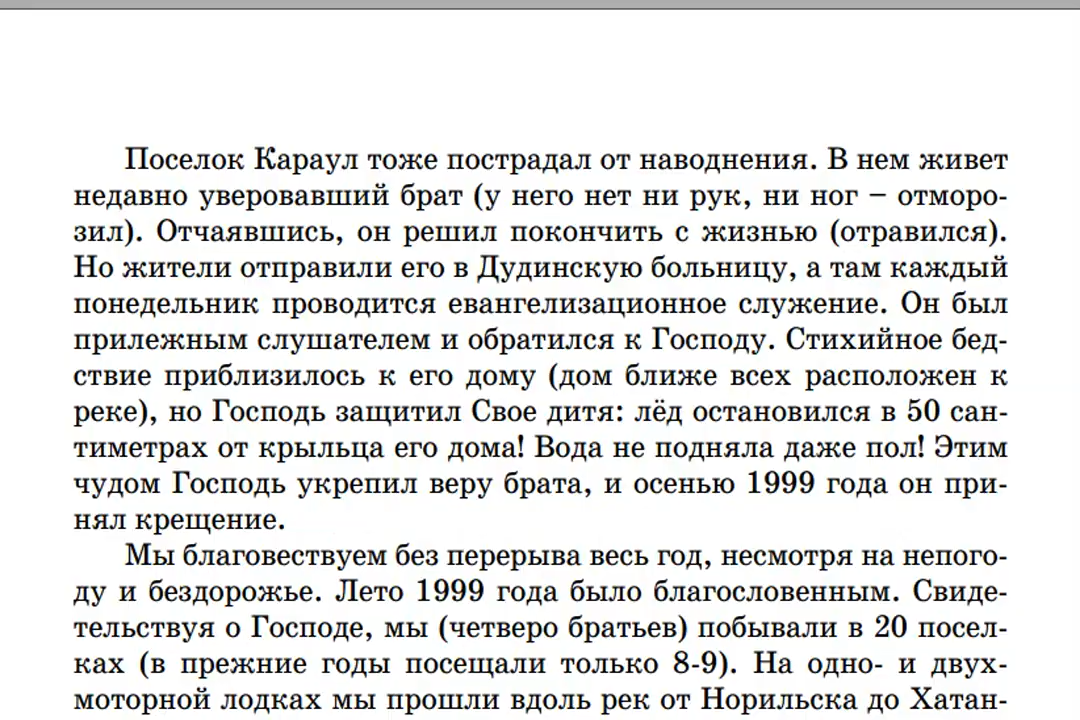 Поселок Караул тоже пострадал от наводнения. В нем живет
недавно уверовавший брат (у него нет ни рук, ни ног – отморо-
зил). Отчаявшись, он решил покончить с жизнью (отравился).
Но жители отправили его в Дудинскую больницу, а там каждый
понедельник проводится евангелизационное служение. Он был
прилежным слушателем и обратился к Господу. Стихийное бед-
ствие приблизилось к его дому (дом ближе всех расположен к
реке), но Господь защитил Свое дитя: лёд остановился в 50 сан-
тиметрах от крыльца его дома! Вода не подняла даже пол! Этим
чудом Господь укрепил веру брата, и осенью 1999 года он при-
нял крещение.
Мы благовествуем без перерыва весь год, несмотря на непого-
ду и бездорожье. Лето 1999 года было благословенным. Свиде-
тельствуя о Господе, мы (четверо братьев) побывали в 20 посел-
ках (в прежние годы посещали только 8-9). На одно- и двух-
моторной лодках мы прошли вдоль рек от Норильска до Хатан-